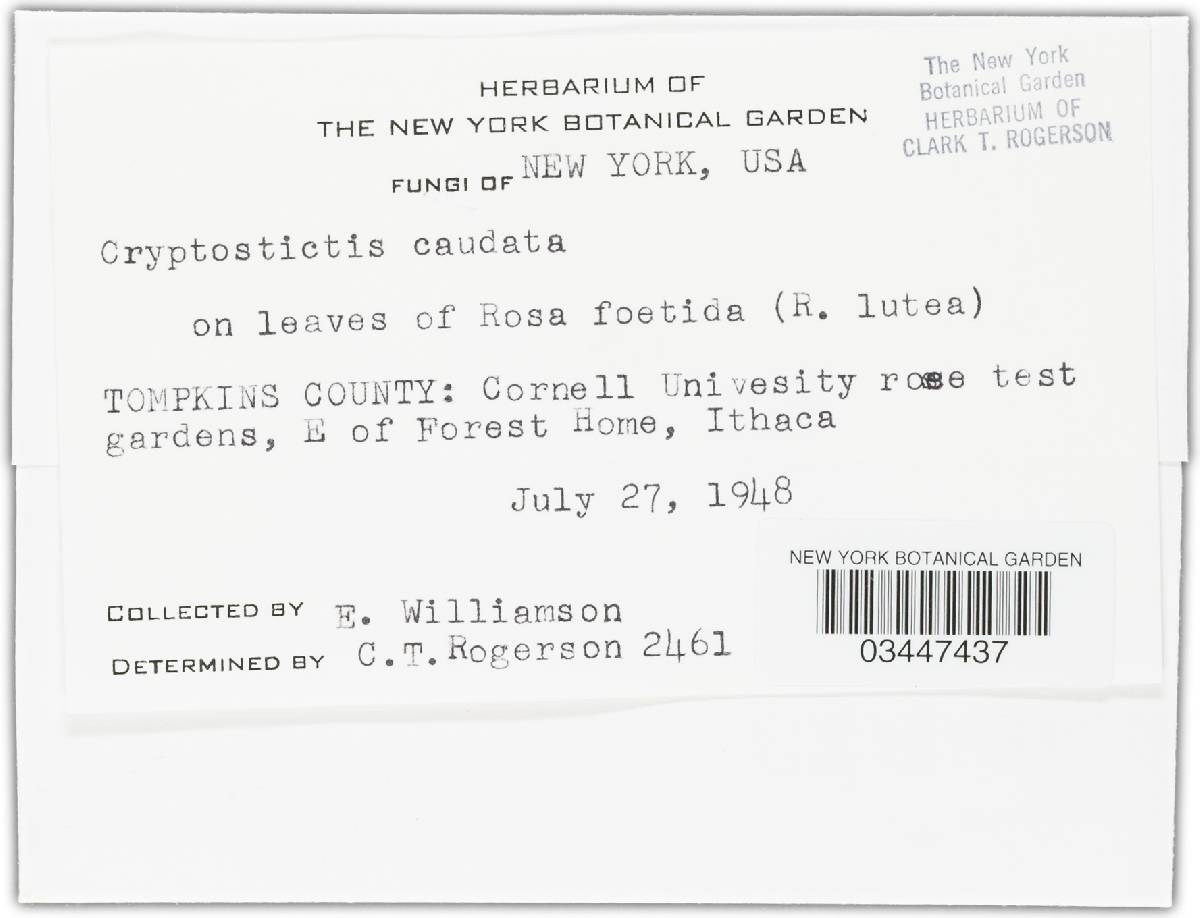 HERBARIUM OF
THE NEW YORK BOTANICAL GARDEN
FUNGI OF NEW YORK, USA
The New York
Botanical Garden
HERBARIUM OF
CLARK T. ROGERSON
Cryptostictis caudata
on leaves of Rosa foetida (R. lutea)
TOMPKINS COUNTY: Cornell Univesity rose test
gardens, E of Forest Home, Ithaca
July 27, 1948
COLLECTED BY E. Williamson
DETERMINED BY C.T.Rogerson 2461
NEW YORK BOTANICAL GARDEN
03447437